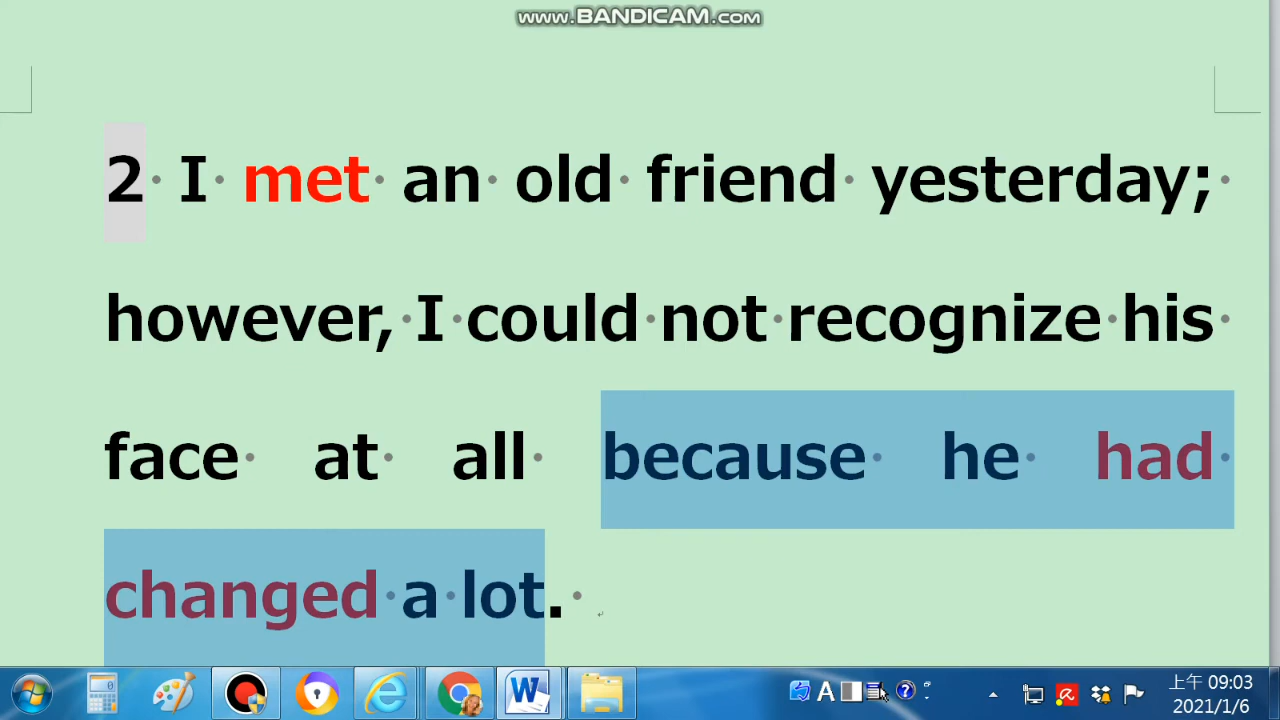 www.BANDICAM.com
2 I met an old friend yesterday;
however, I could not recognize his
face at all because he had
changed a lot.
上午 09:03
2021/1/6